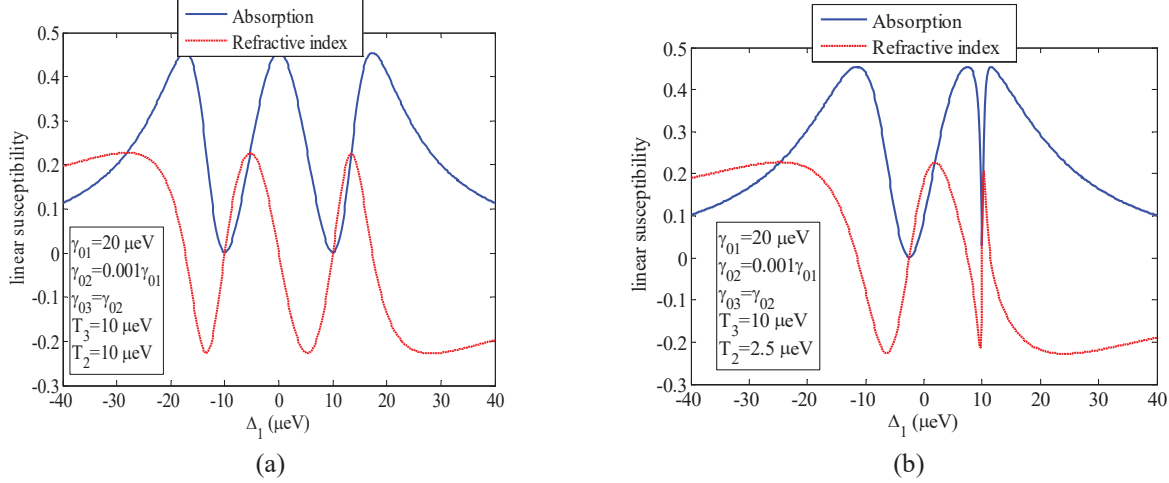 Absorption
Refractive index
0.5
0.4
0.3
0.2
0.1
0
-0.1
-0.2
-0.3
linear susceptibility
γ01=20 μeV
γ02=0.001γ01
γ03=γ02
T3=10 μeV
T2=10 μeV
-40 -30 -20 -10 0 10 20 30 40
Δ1 (μeV)
(a)
Absorption
Refractive index
0.5
0.4
0.3
0.2
0.1
0
-0.1
-0.2
-0.3
linear susceptibility
γ01=20 μeV
γ02=0.001γ01
γ03=γ02
T3=10 μeV
T2=2.5 μeV
-40 -30 -20 -10 0 10 20 30 40
Δ1 (μeV)
(b)